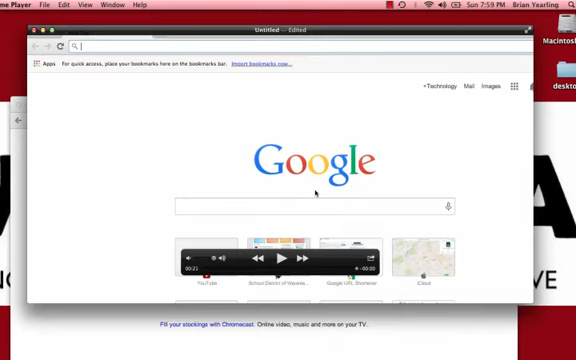 me Player File Edit View Window Help Sun 7:59 PM Brian Yearling
Untitled — Edited
Macintosh
Apps For quick access, place your bookmarks here on the bookmarks bar. Import bookmarks now...
+Technology Mail Images
deskto
Google
00:21 00:00
YouTube School District of Waukes... Google URL Shortener iCloud
Fill your stockings with Chromecast. Online video, music and more on your TV.
VE